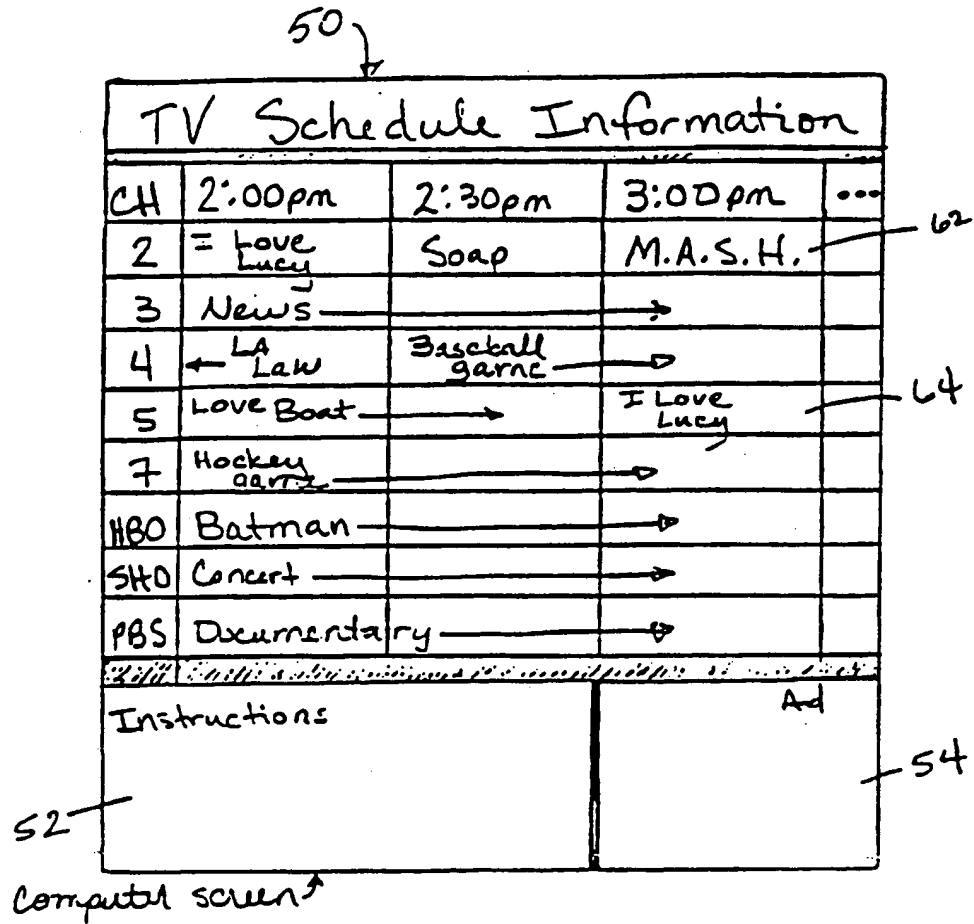 50
TV Schedule Information
CH 2:00pm 2:30pm 3:00pm ...
2 I Love Lucy Soap M.A.S.H. 62
3 News
4 LA Law Baseball game
5 Love Boat I Love Lucy 64
7 Hockey game
HBO Batman
SHO Concert
PBS Documentary
Instructions Ad
52 54
Computer screen